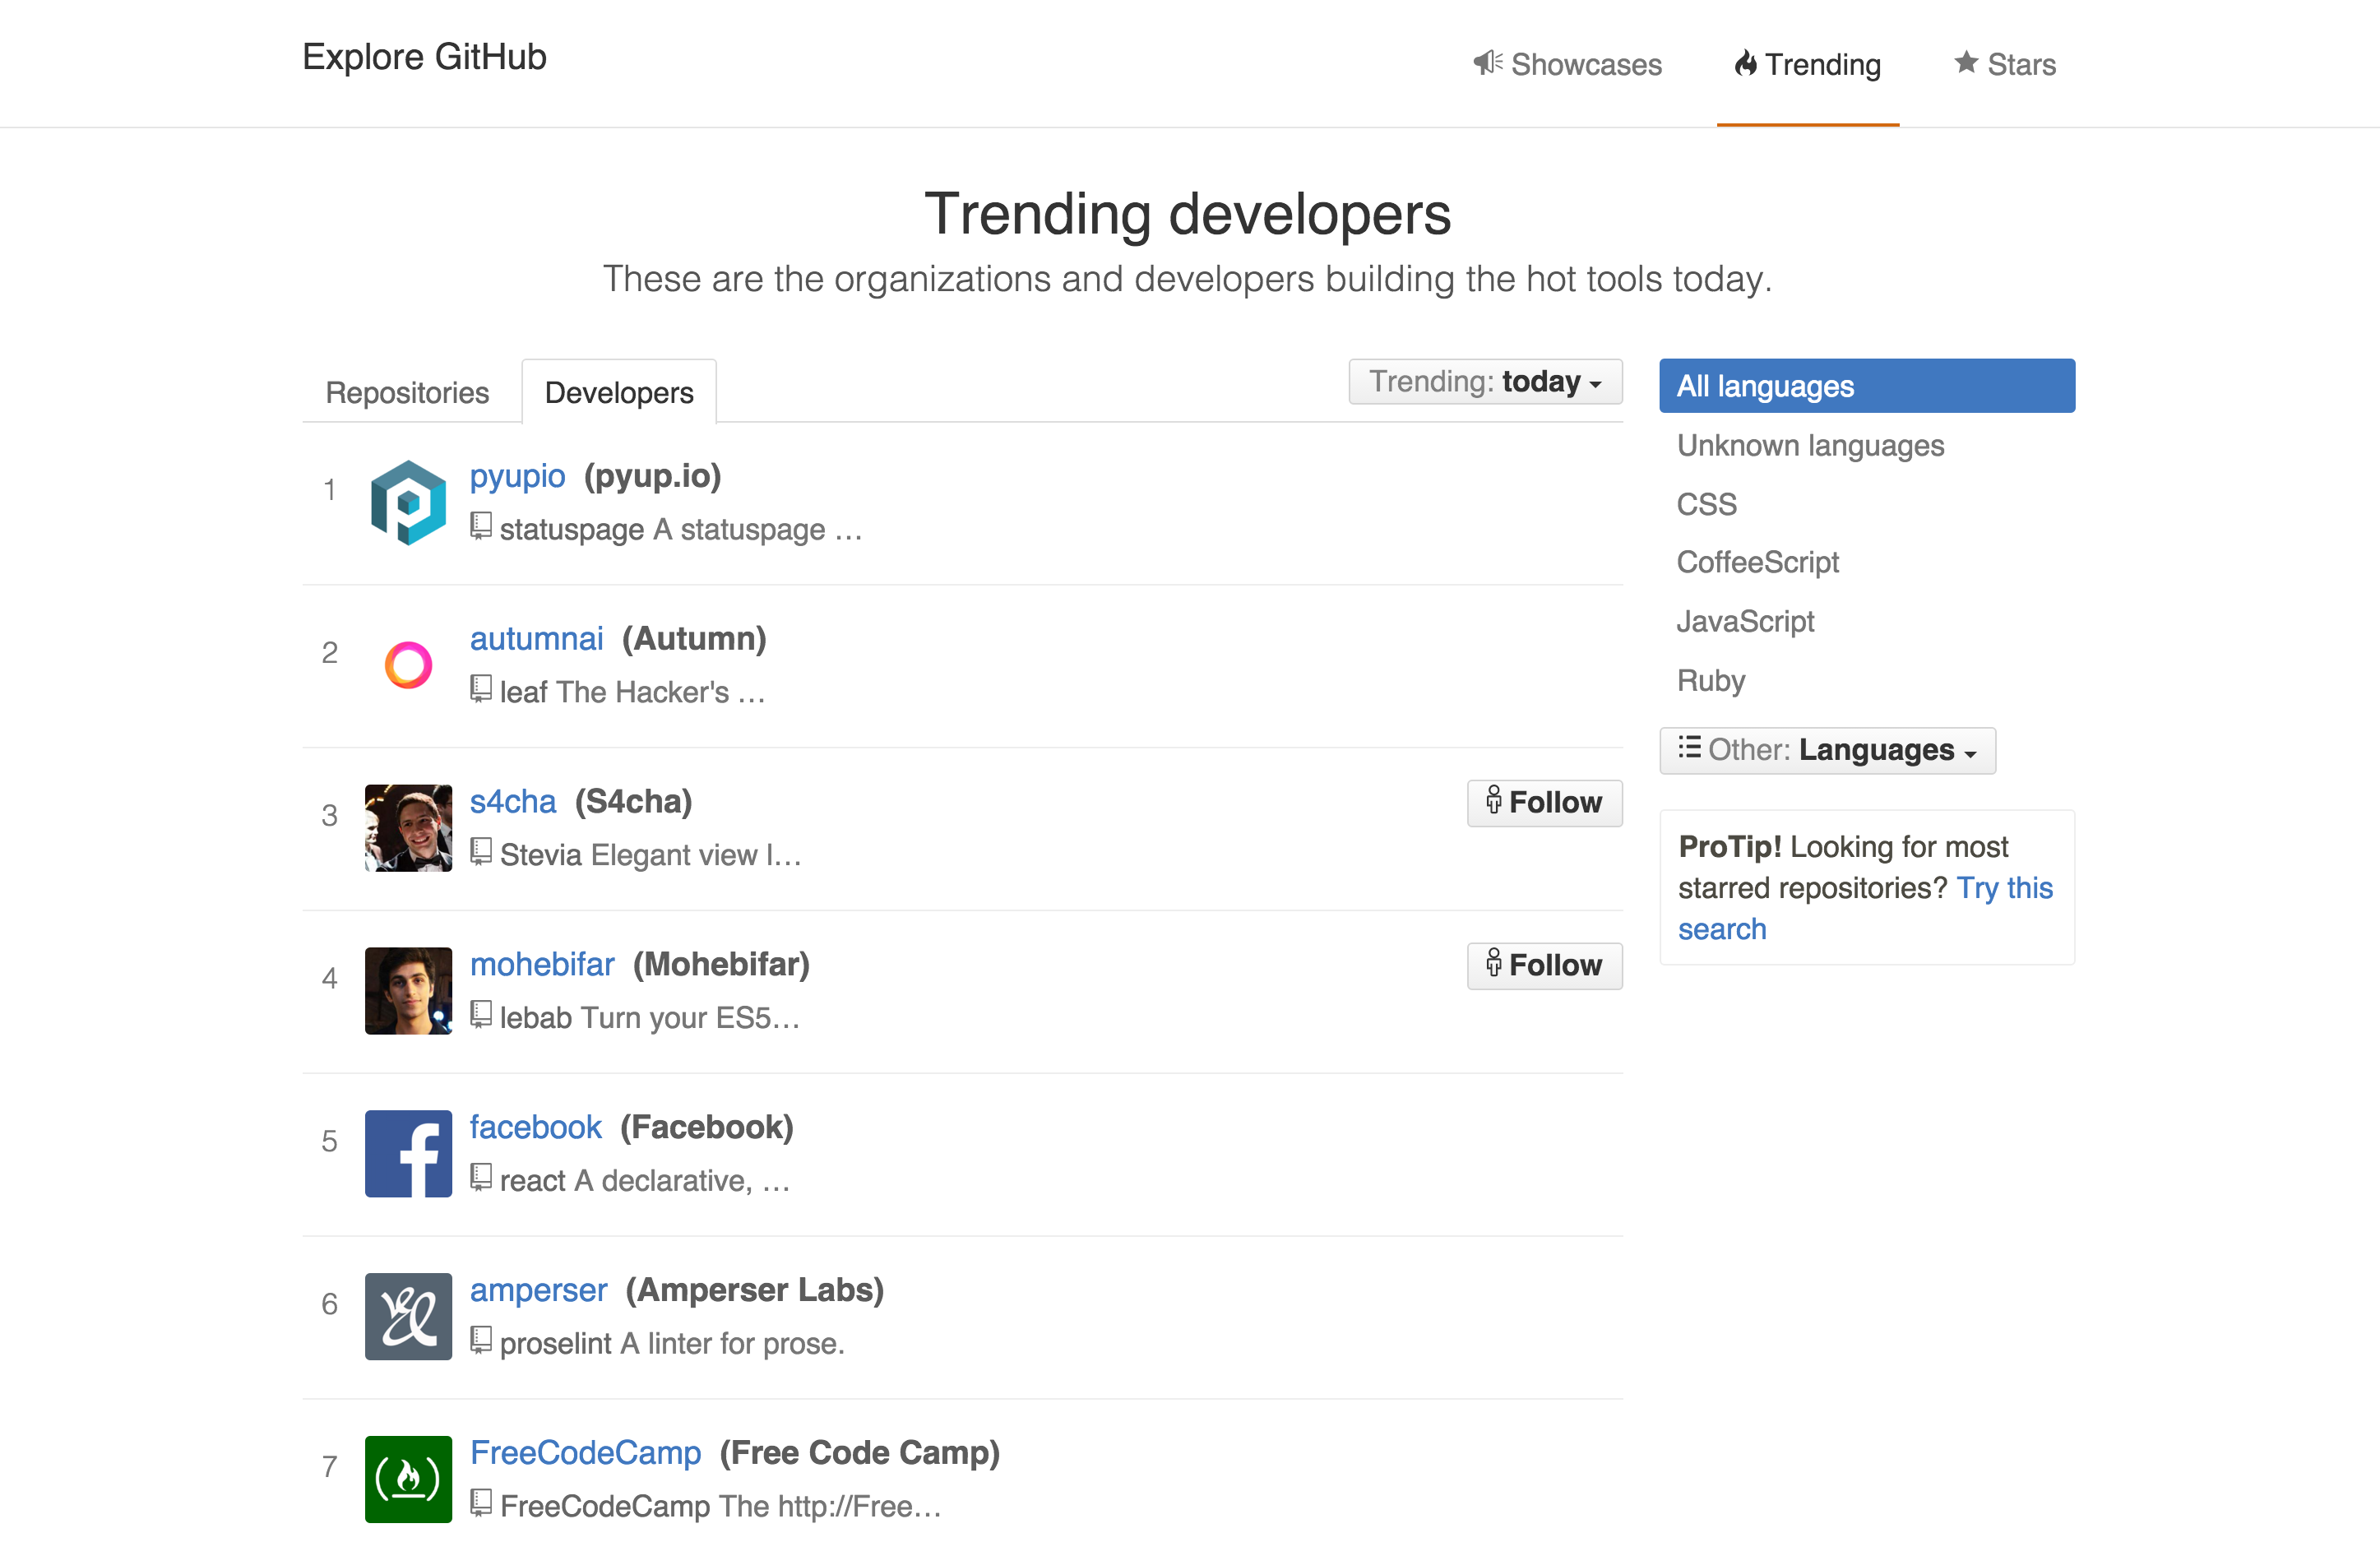 Explore GitHub
Showcases
Trending
Stars
Trending developers
These are the organizations and developers building the hot tools today.
Repositories
Developers
Trending: today
1
pyupio (pyup.io)
statuspage A statuspage …
2
autumnai (Autumn)
leaf The Hacker's …
3
s4cha (S4cha)
Follow
Stevia Elegant view l…
4
mohebifar (Mohebifar)
Follow
lebab Turn your ES5…
5
facebook (Facebook)
react A declarative, …
6
amperser (Amperser Labs)
proselint A linter for prose.
7
FreeCodeCamp (Free Code Camp)
FreeCodeCamp The http://Free…
All languages
Unknown languages
CSS
CoffeeScript
JavaScript
Ruby
Other: Languages
ProTip! Looking for most
starred repositories? Try this
search